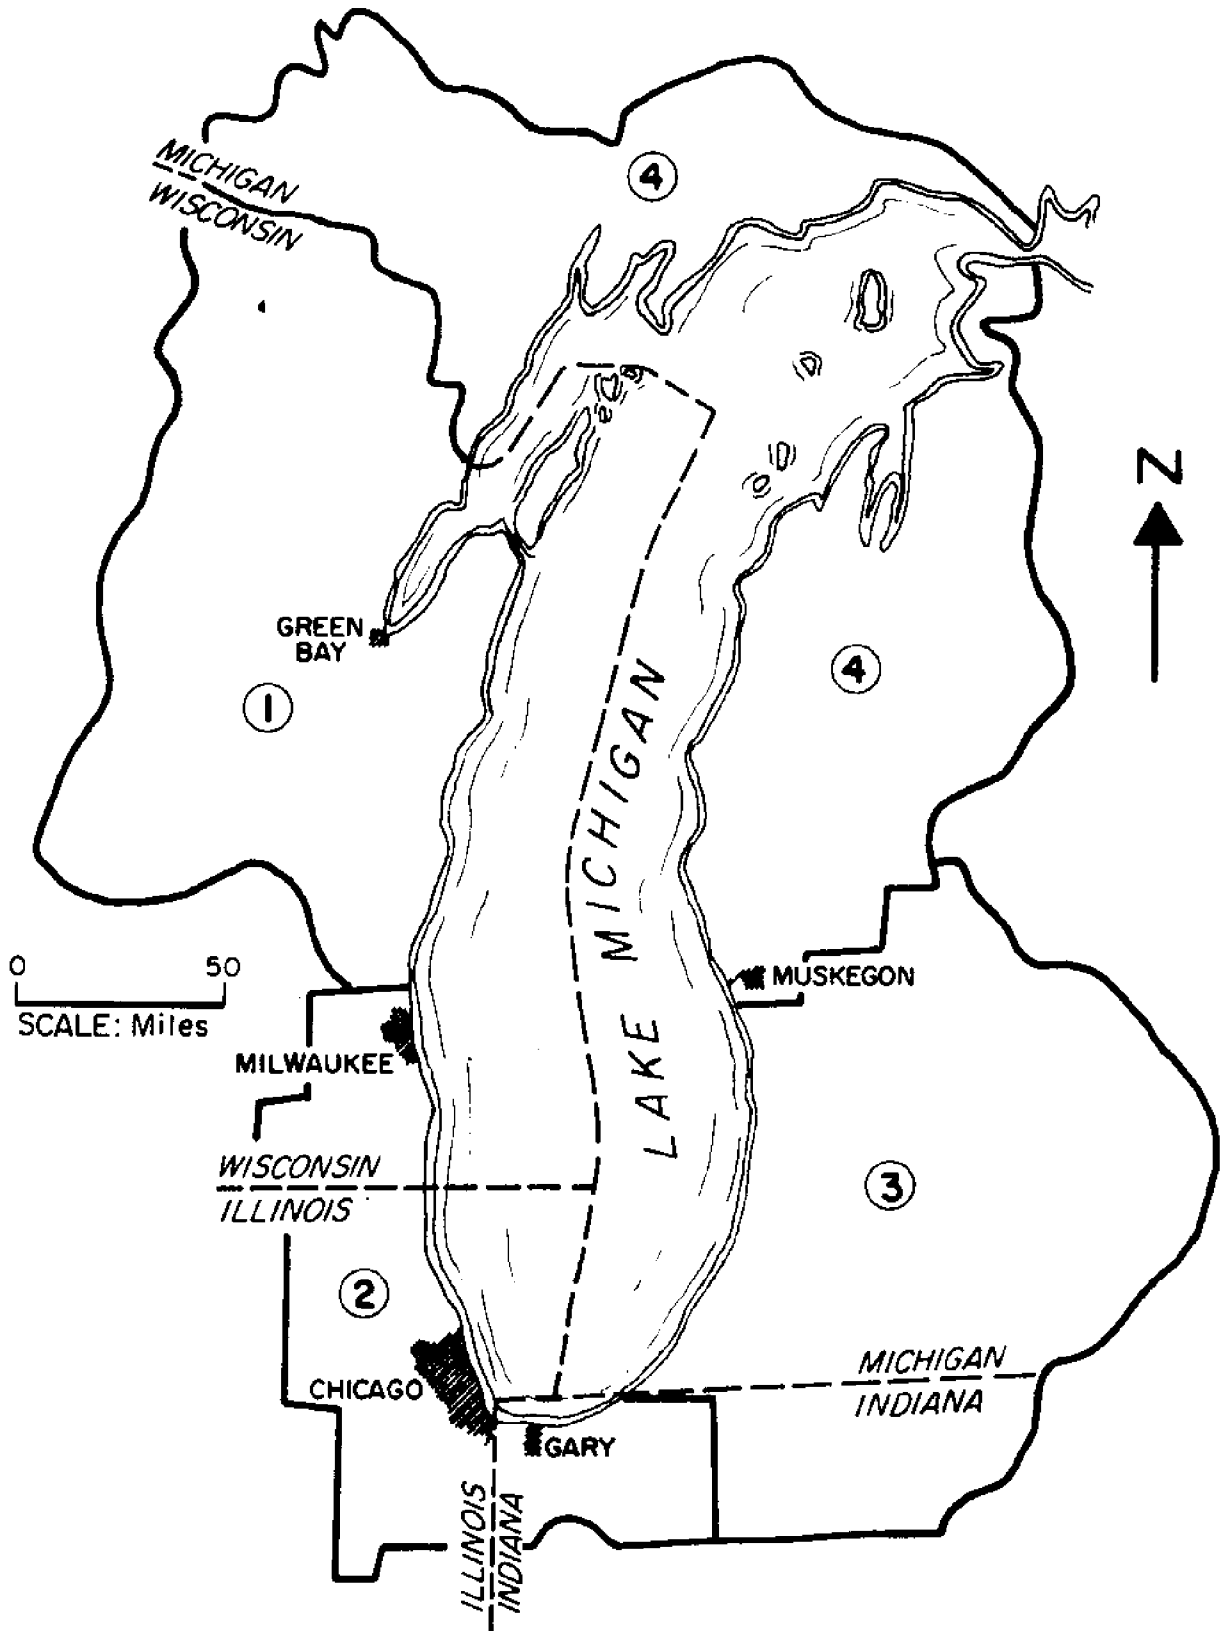 MICHIGAN
WISCONSIN
4
N
GREEN
BAY
1
4
LAKE MICHIGAN
0 50
SCALE: Miles
MUSKEGON
MILWAUKEE
WISCONSIN
ILLINOIS
3
2
CHICAGO
MICHIGAN
INDIANA
GARY
ILLINOIS
INDIANA